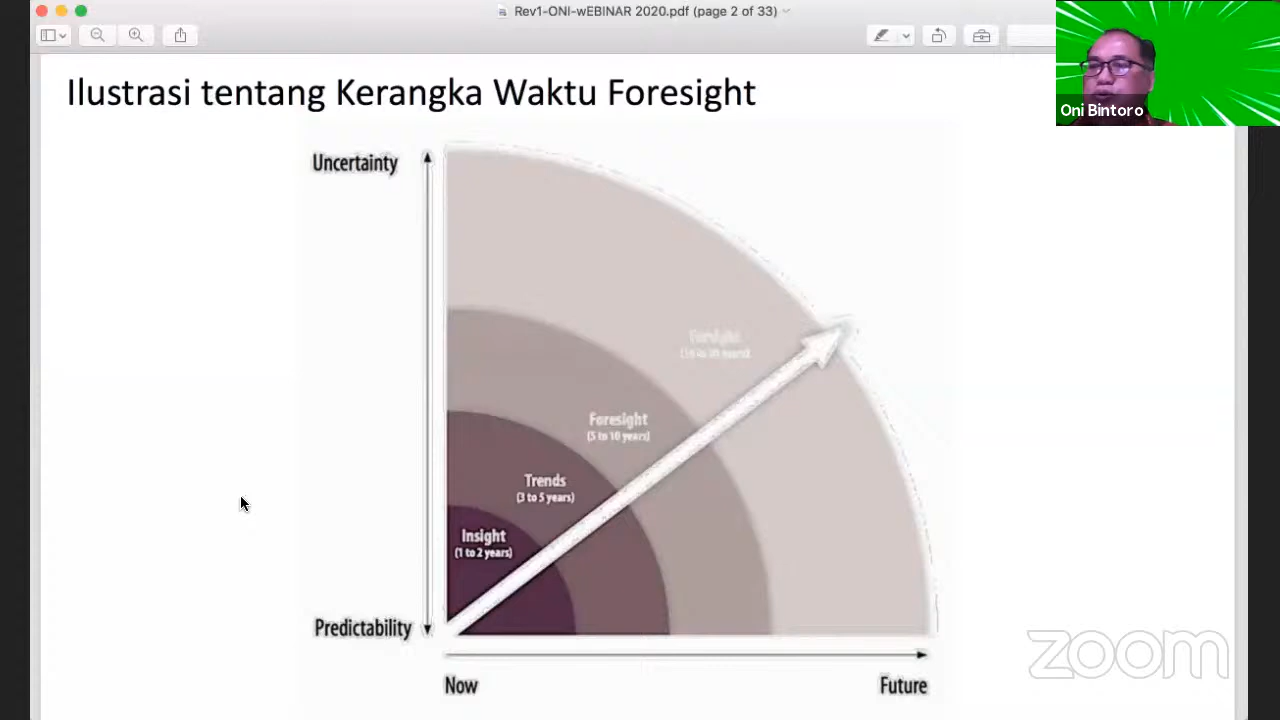 Rev1-ONI-wEBINAR 2020.pdf (page 2 of 33)
Oni Bintoro
Ilustrasi tentang Kerangka Waktu Foresight
Uncertainty
Foresight
(5 to 10 years)
Trends
(3 to 5 years)
Insight
(1 to 2 years)
Predictability
Now
Future
zoom